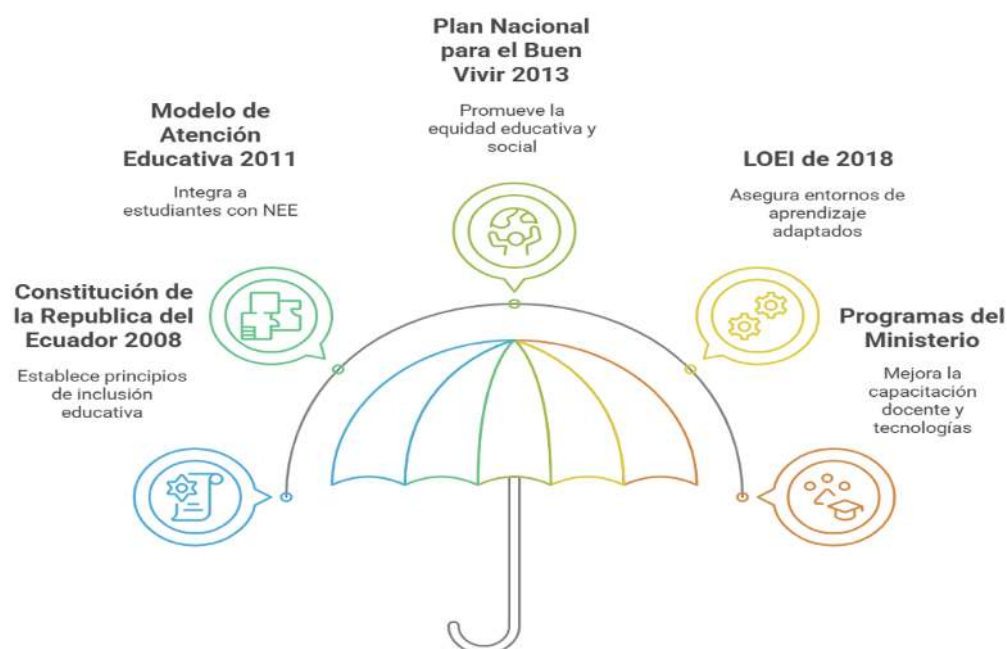 Constitución de
la Republica del
Ecuador 2008
Establece principios
de inclusión
educativa
Modelo de
Atención
Educativa 2011
Integra a
estudiantes con NEE
Plan Nacional
para el Buen
Vivir 2013
Promueve la
equidad educativa y
social
LOEI de 2018
Asegura entornos de
aprendizaje
adaptados
Programas del
Ministerio
Mejora la
capacitación
docente y
tecnologías